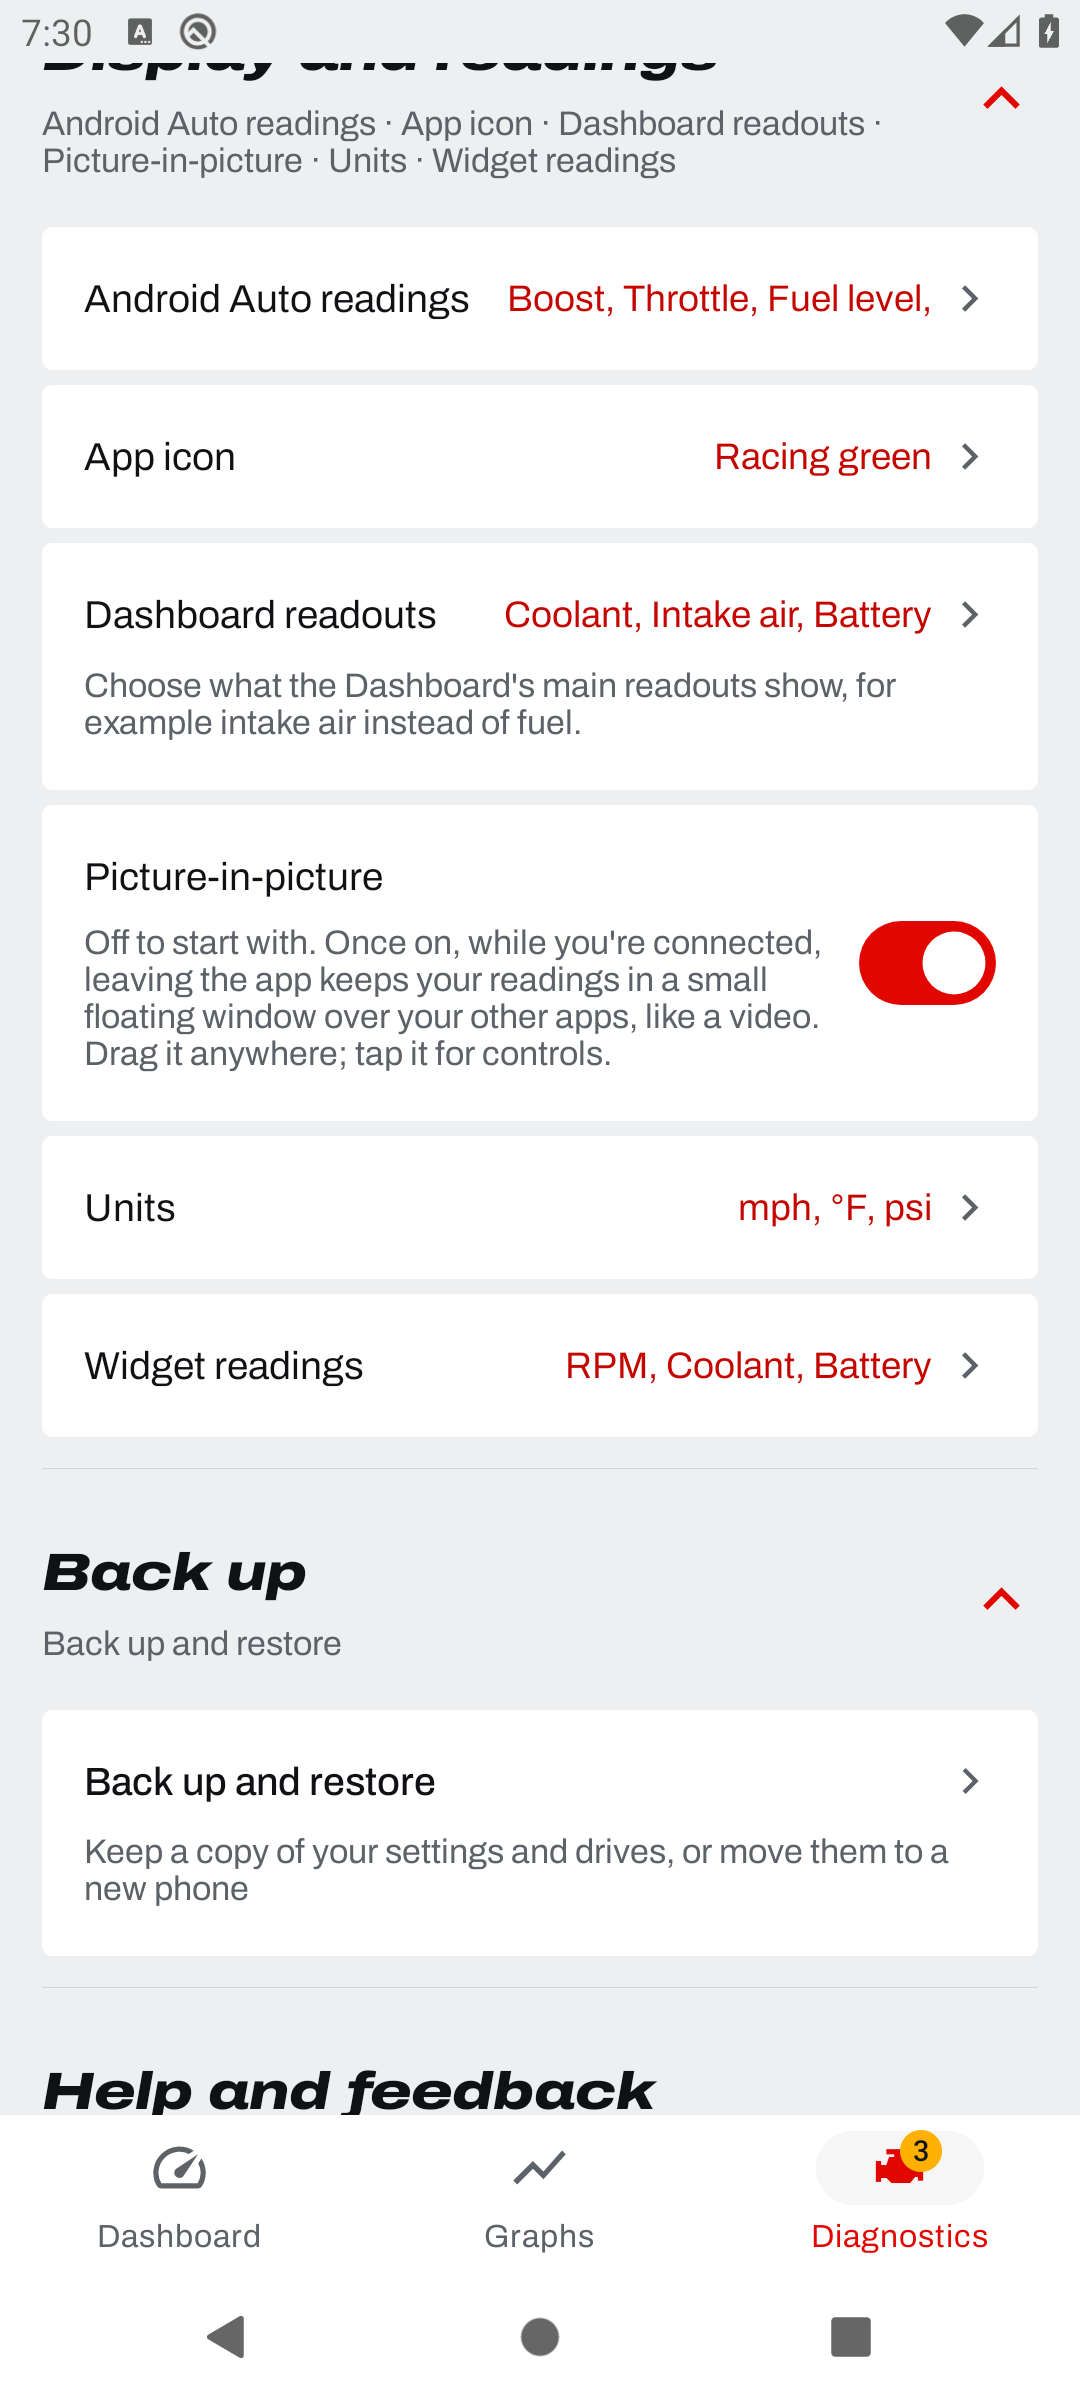 7:30
Display and readings
Android Auto readings · App icon · Dashboard readouts ·
Picture-in-picture · Units · Widget readings
Android Auto readings
Boost, Throttle, Fuel level,
App icon
Racing green
Dashboard readouts
Coolant, Intake air, Battery
Choose what the Dashboard's main readouts show, for
example intake air instead of fuel.
Picture-in-picture
Off to start with. Once on, while you're connected,
leaving the app keeps your readings in a small
floating window over your other apps, like a video.
Drag it anywhere; tap it for controls.
Units
mph, °F, psi
Widget readings
RPM, Coolant, Battery
Back up
Back up and restore
Back up and restore
Keep a copy of your settings and drives, or move them to a
new phone
Help and feedback
3
Dashboard
Graphs
Diagnostics